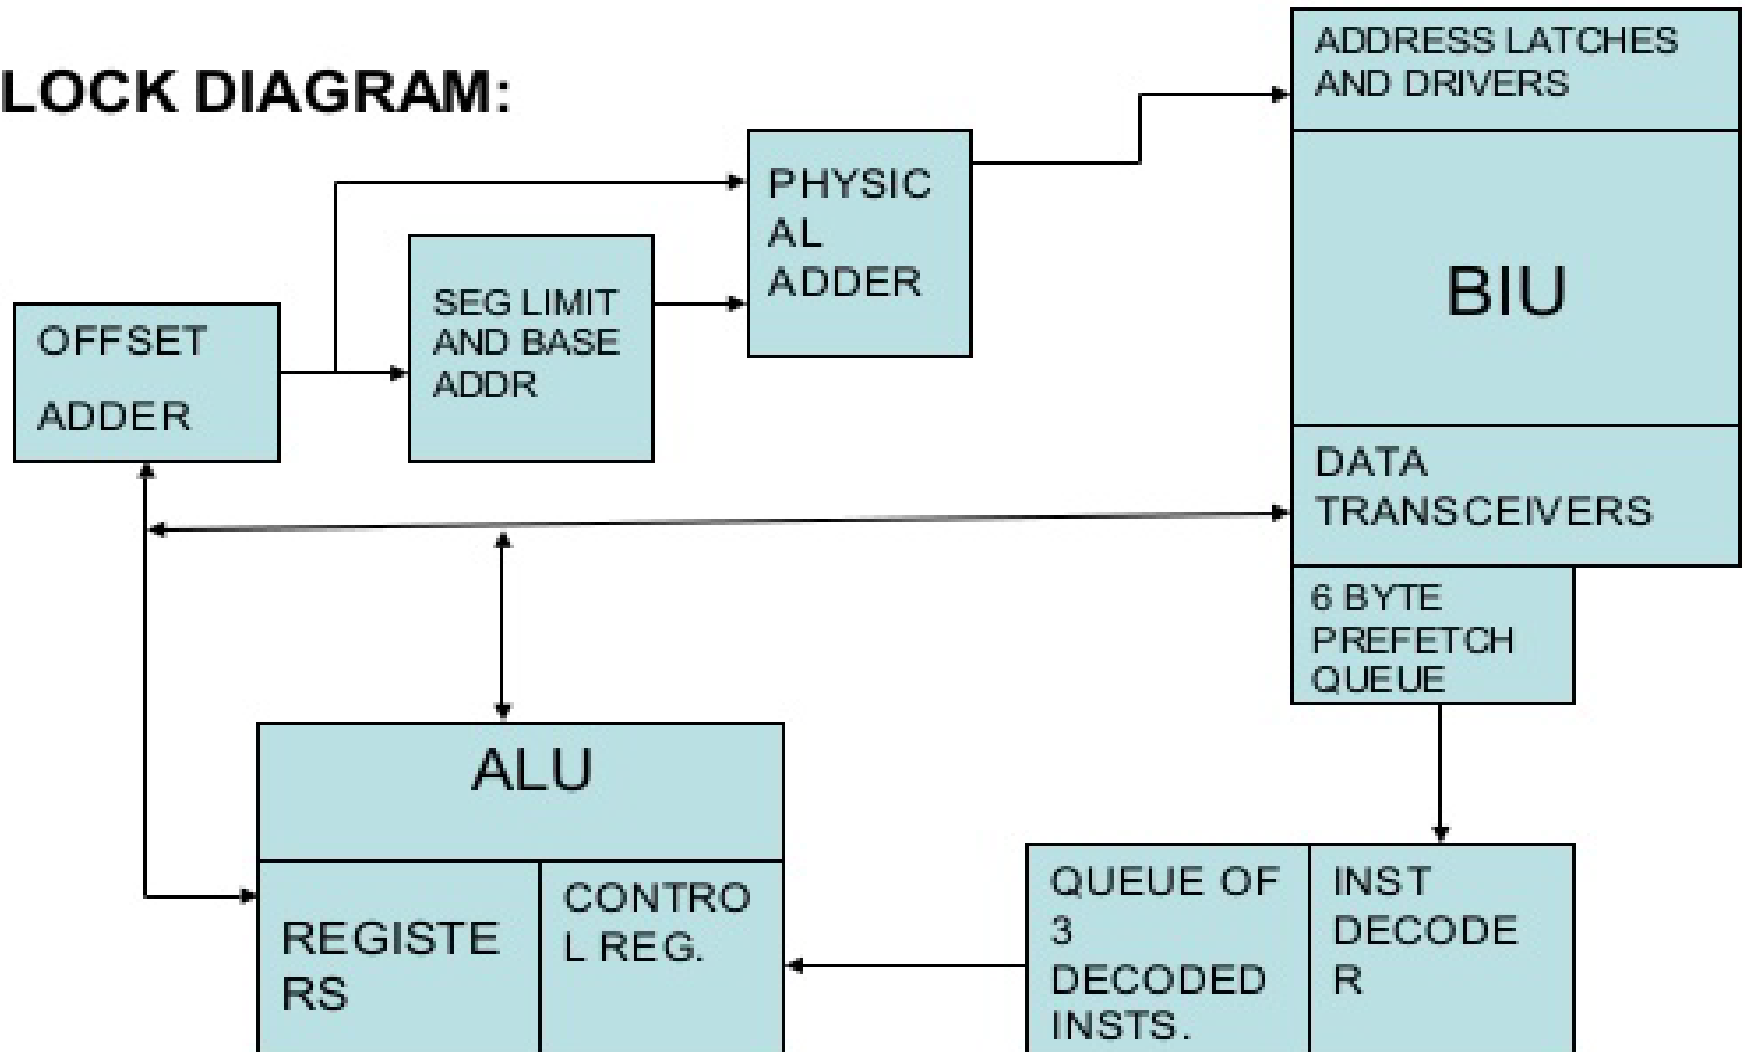 LOCK DIAGRAM:
ADDRESS LATCHES
AND DRIVERS
PHYSIC
AL
ADDER
BIU
SEG LIMIT
AND BASE
ADDR
OFFSET
ADDER
DATA
TRANSCEIVERS
6 BYTE
PREFETCH
QUEUE
ALU
REGISTE
RS
CONTRO
L REG.
QUEUE OF
3
DECODED
INSTS.
INST
DECODE
R